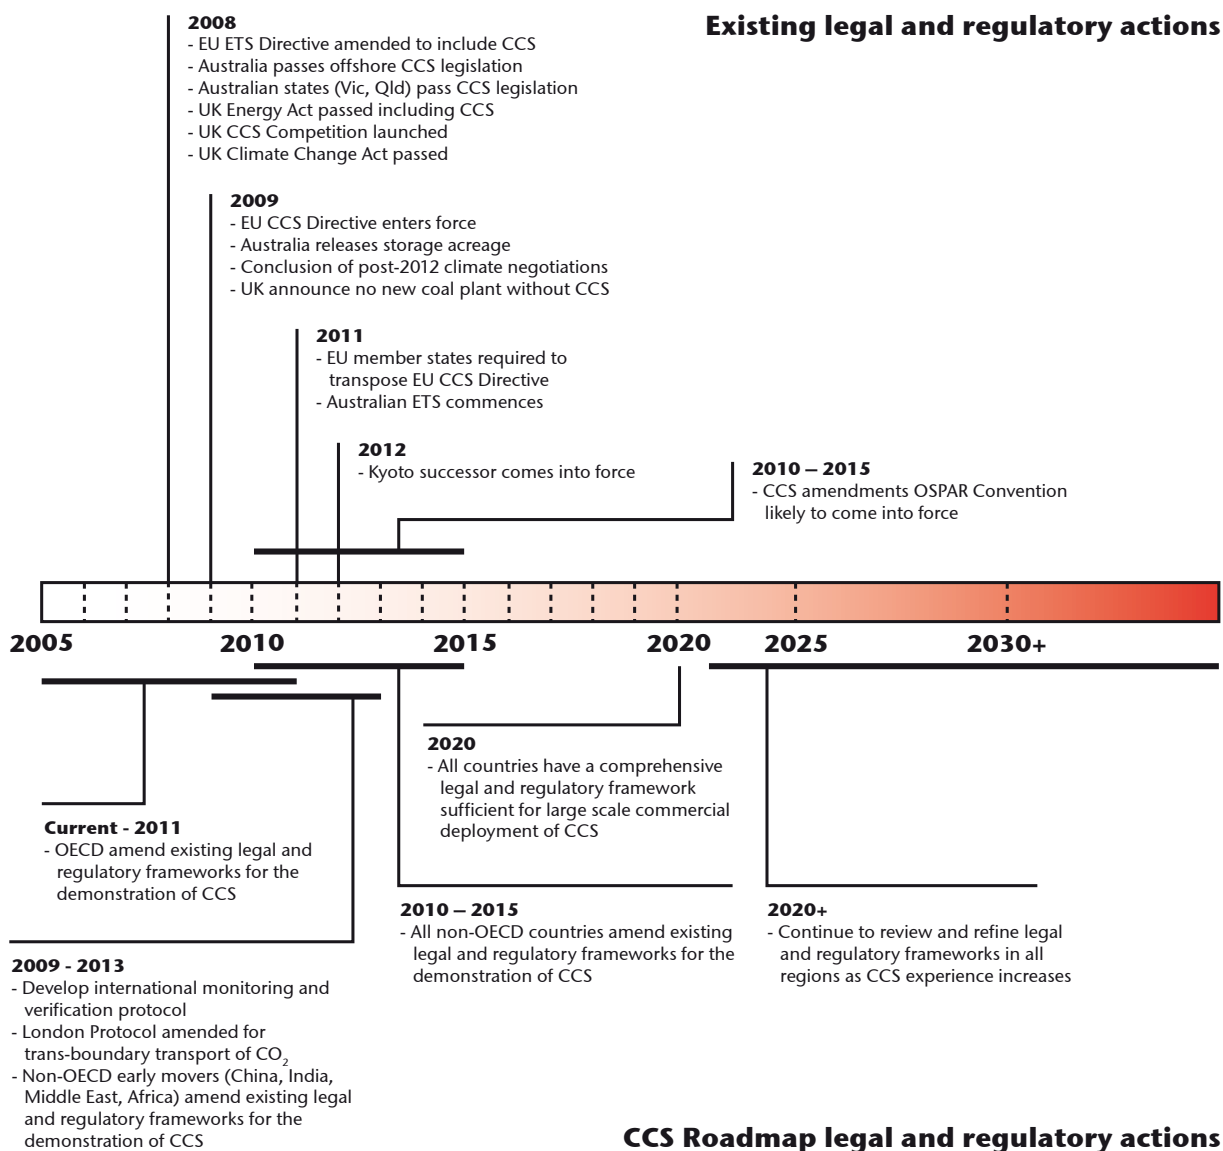 Existing legal and regulatory actions
2008
- EU ETS Directive amended to include CCS
- Australia passes offshore CCS legislation
- Australian states (Vic, Qld) pass CCS legislation
- UK Energy Act passed including CCS
- UK CCS Competition launched
- UK Climate Change Act passed
2009
- EU CCS Directive enters force
- Australia releases storage acreage
- Conclusion of post-2012 climate negotiations
- UK announce no new coal plant without CCS
2011
- EU member states required to
transpose EU CCS Directive
- Australian ETS commences
2012
- Kyoto successor comes into force
2010 – 2015
- CCS amendments OSPAR Convention
likely to come into force
2005 2010 2015 2020 2025 2030+
2020
- All countries have a comprehensive
legal and regulatory framework
sufficient for large scale commercial
deployment of CCS
Current - 2011
- OECD amend existing legal and
regulatory frameworks for the
demonstration of CCS
2010 – 2015
- All non-OECD countries amend existing
legal and regulatory frameworks for the
demonstration of CCS
2020+
- Continue to review and refine legal
and regulatory frameworks in all
regions as CCS experience increases
2009 - 2013
- Develop international monitoring and
verification protocol
- London Protocol amended for
trans-boundary transport of CO₂
- Non-OECD early movers (China, India,
Middle East, Africa) amend existing legal
and regulatory frameworks for the
demonstration of CCS
CCS Roadmap legal and regulatory actions